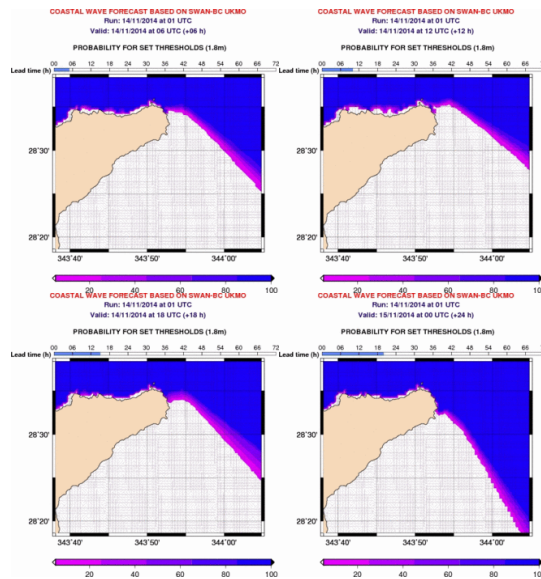 COASTAL WAVE FORECAST BASED ON SWAN-BC UKMO
Run: 14/11/2014 at 01 UTC
Valid: 14/11/2014 at 06 UTC (+06 h)
PROBABILITY FOR SET THRESHOLDS (1.8m)
Lead time (h) 00 06 12 18 24 30 36 42 48 54 60 66 72
28°30'
28°20'
343°40' 343°50' 344°00'
20 40 60 80 100
COASTAL WAVE FORECAST BASED ON SWAN-BC UKMO
Run: 14/11/2014 at 01 UTC
Valid: 14/11/2014 at 12 UTC (+12 h)
PROBABILITY FOR SET THRESHOLDS (1.8m)
Lead time (h) 00 06 12 18 24 30 36 42 48 54 60 66
28°30'
28°20'
343°40' 343°50' 344°00'
20 40 60 80 10
COASTAL WAVE FORECAST BASED ON SWAN-BC UKMO
Run: 14/11/2014 at 01 UTC
Valid: 14/11/2014 at 18 UTC (+18 h)
PROBABILITY FOR SET THRESHOLDS (1.8m)
Lead time (h) 00 06 12 18 24 30 36 42 48 54 60 66 72
28°30'
28°20'
343°40' 343°50' 344°00'
20 40 60 80 100
COASTAL WAVE FORECAST BASED ON SWAN-BC UKMO
Run: 14/11/2014 at 01 UTC
Valid: 15/11/2014 at 00 UTC (+24 h)
PROBABILITY FOR SET THRESHOLDS (1.8m)
Lead time (h) 00 06 12 18 24 30 36 42 48 54 60 66
28°30'
28°20'
343°40' 343°50' 344°00'
20 40 60 80 10